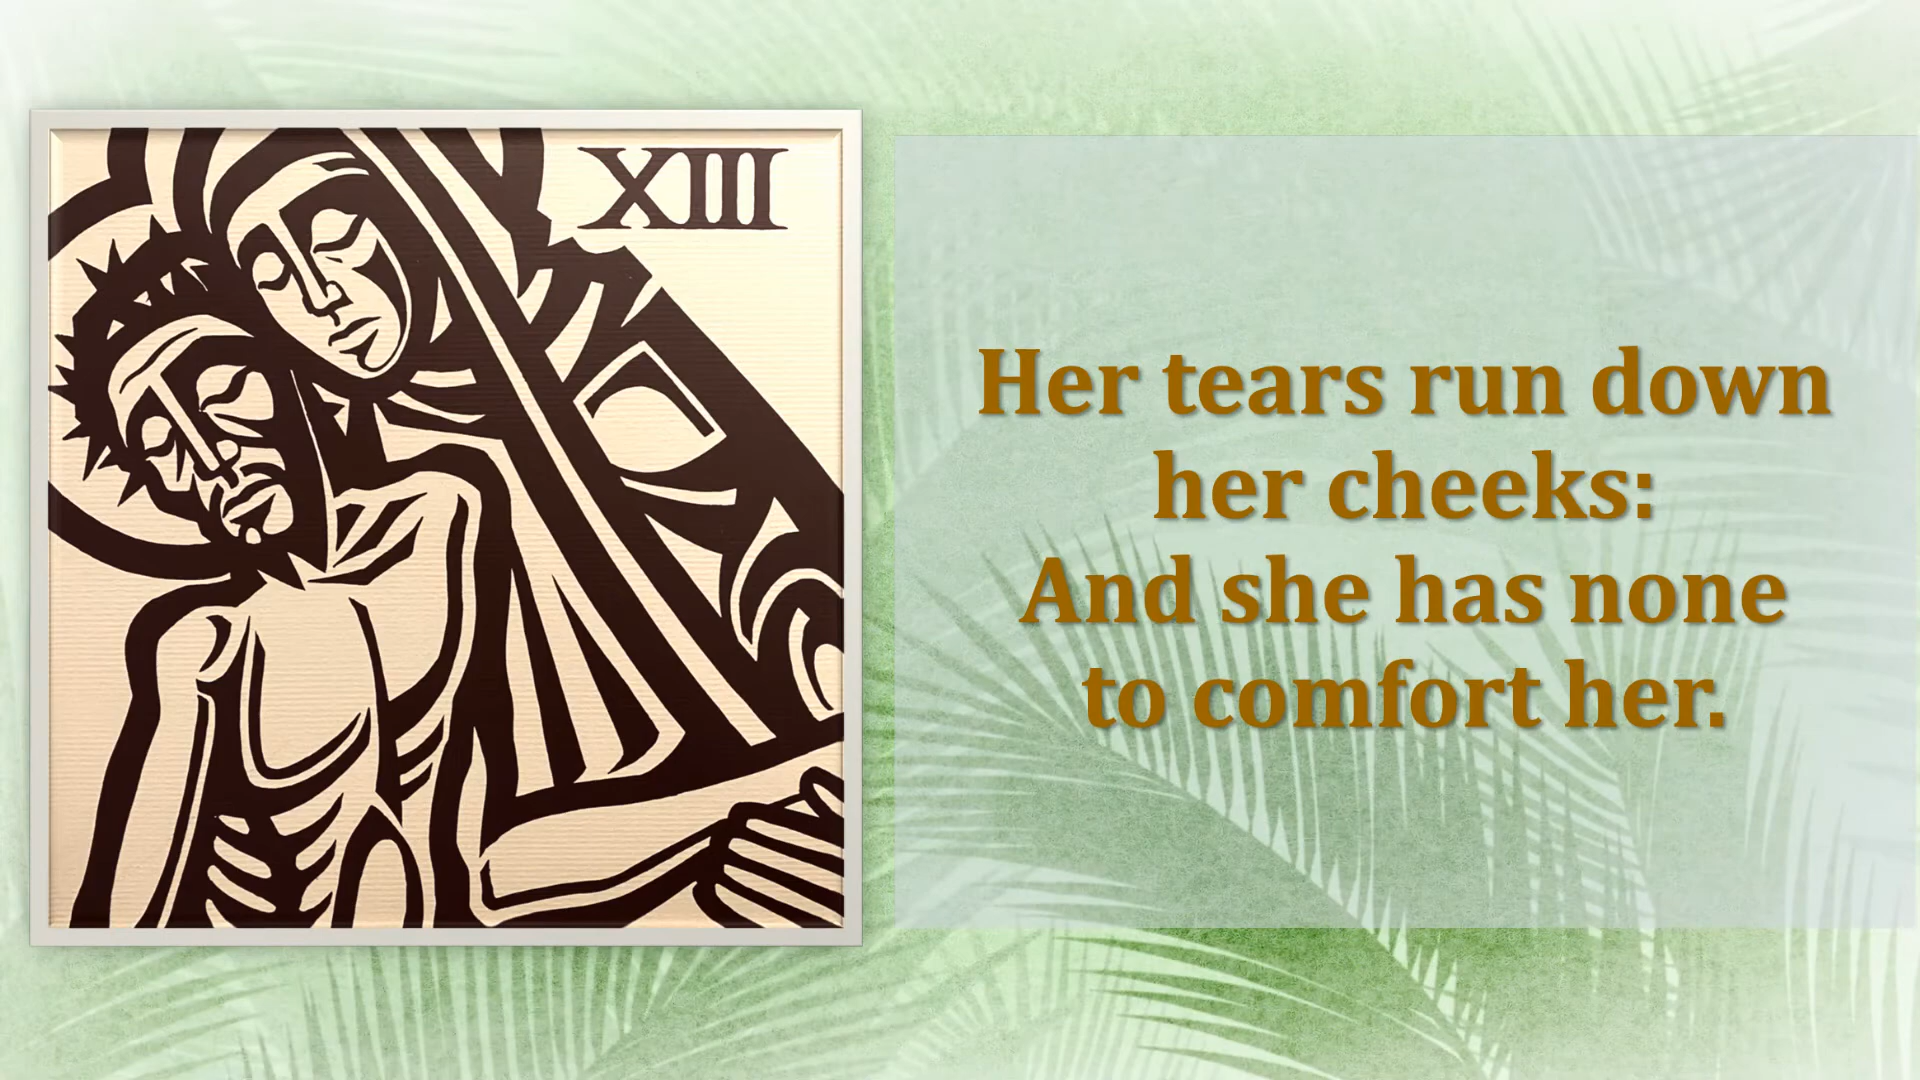 XIII
Her tears run down
her cheeks:
And she has none
to comfort her.